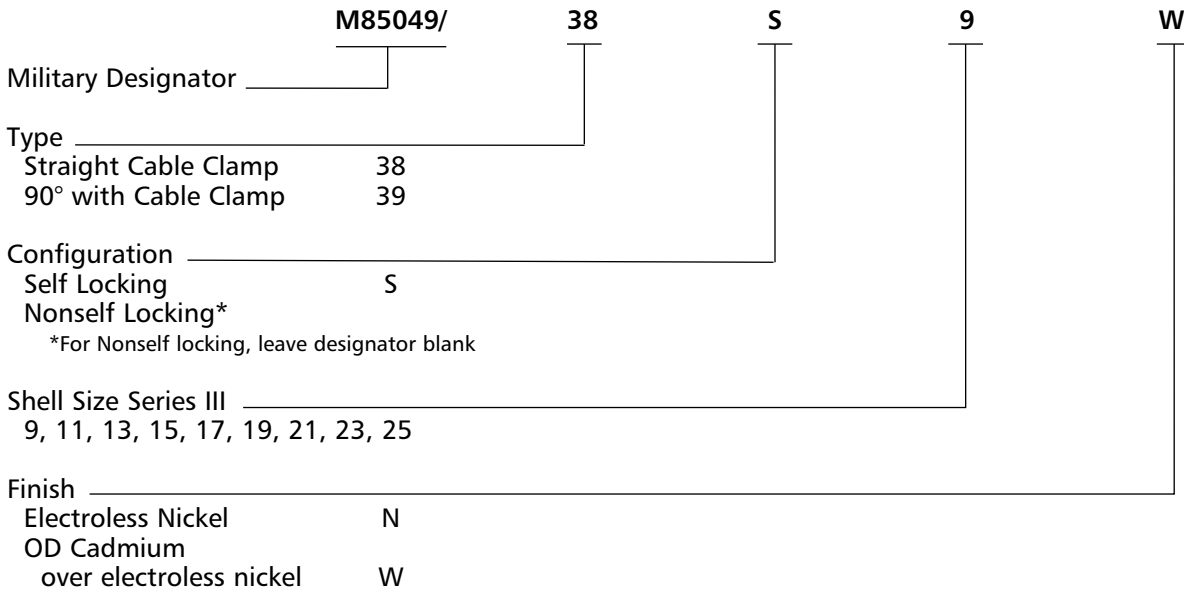 M85049/ 38 S 9 W
Military Designator
Type
Straight Cable Clamp 38
90° with Cable Clamp 39
Configuration
Self Locking S
Nonself Locking*
*For Nonself locking, leave designator blank
Shell Size Series III
9, 11, 13, 15, 17, 19, 21, 23, 25
Finish
Electroless Nickel N
OD Cadmium
over electroless nickel W